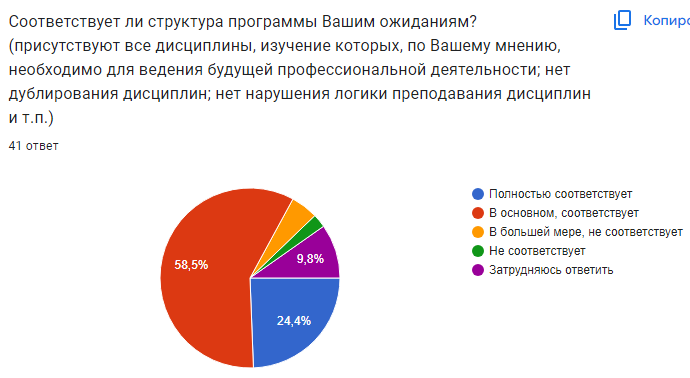 Соответствует ли структура программы Вашим ожиданиям?
Копиро
(присутствуют все дисциплины, изучение которых, по Вашему мнению,
необходимо для ведения будущей профессиональной деятельности; нет
дублирования дисциплин; нет нарушения логики преподавания дисциплин
и т.п.)
41 ответ
Полностью соответствует
В основном, соответствует
В большей мере, не соответствует
Не соответствует
Затрудняюсь ответить
58,5%
9,8%
24,4%